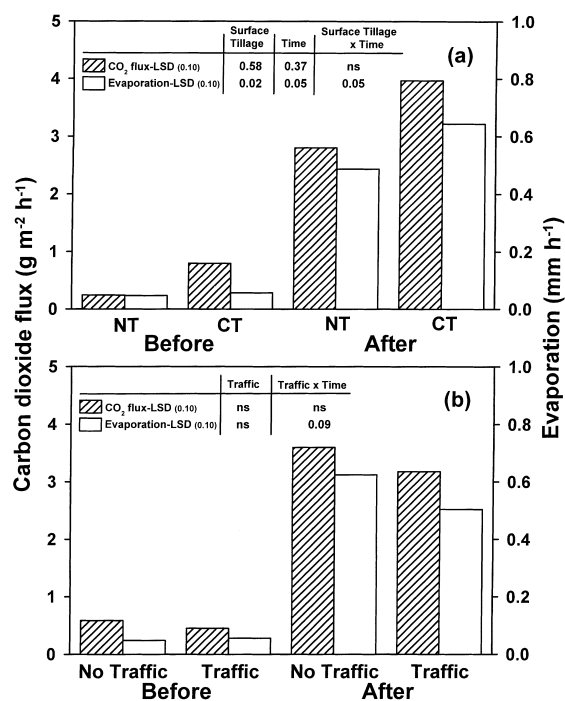 Carbon dioxide flux (g m-2 h-1)
Evaporation (mm h-1)
(a)
Surface Tillage Time Surface Tillage x Time
CO2 flux-LSD (0.10) 0.58 0.37 ns
Evaporation-LSD (0.10) 0.02 0.05 0.05
5 1.0
4 0.8
3 0.6
2 0.4
1 0.2
0 0.0
NT CT NT CT
Before After
(b)
Traffic Traffic x Time
CO2 flux-LSD (0.10) ns ns
Evaporation-LSD (0.10) ns 0.09
5 1.0
4 0.8
3 0.6
2 0.4
1 0.2
0 0.0
No Traffic Traffic No Traffic Traffic
Before After